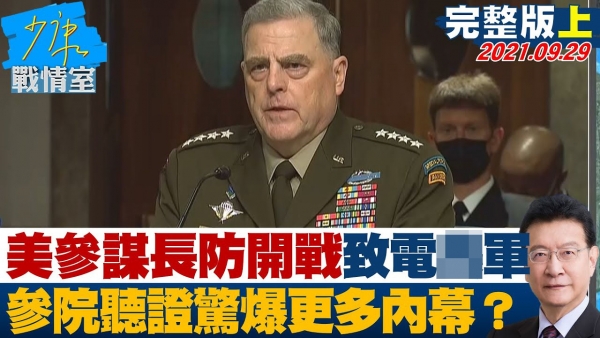 少康
戰情室
完整版上
2021.09.29
美參謀長防開戰致電 軍
參院聽證驚爆更多內幕？